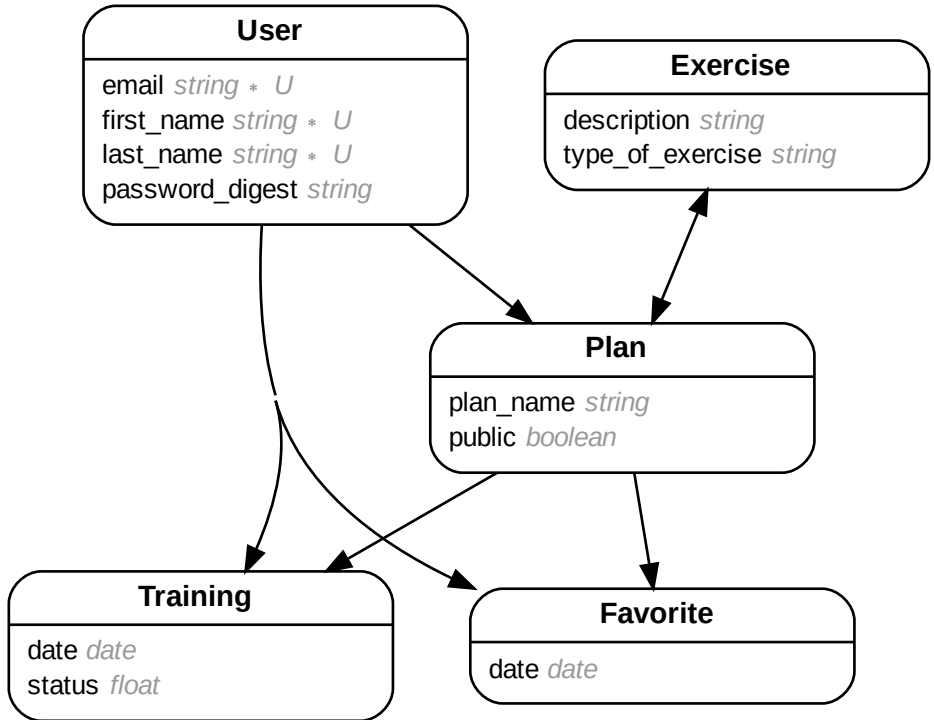 User
email string * U
first_name string * U
last_name string * U
password_digest string
Exercise
description string
type_of_exercise string
Plan
plan_name string
public boolean
Training
date date
status float
Favorite
date date